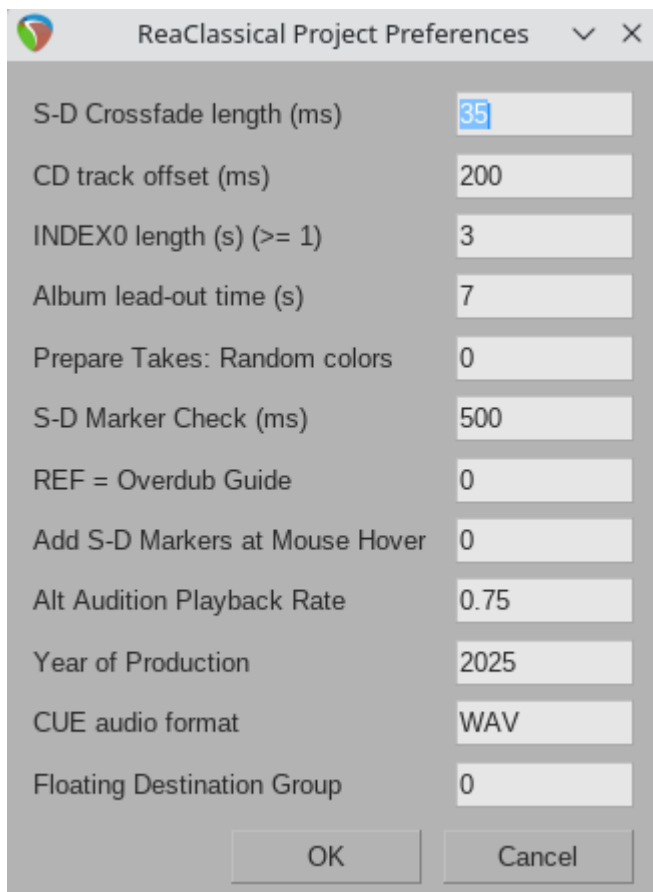 ReaClassical Project Preferences
S-D Crossfade length (ms) 35
CD track offset (ms) 200
INDEX0 length (s) (>= 1) 3
Album lead-out time (s) 7
Prepare Takes: Random colors 0
S-D Marker Check (ms) 500
REF = Overdub Guide 0
Add S-D Markers at Mouse Hover 0
Alt Audition Playback Rate 0.75
Year of Production 2025
CUE audio format WAV
Floating Destination Group 0
OK Cancel